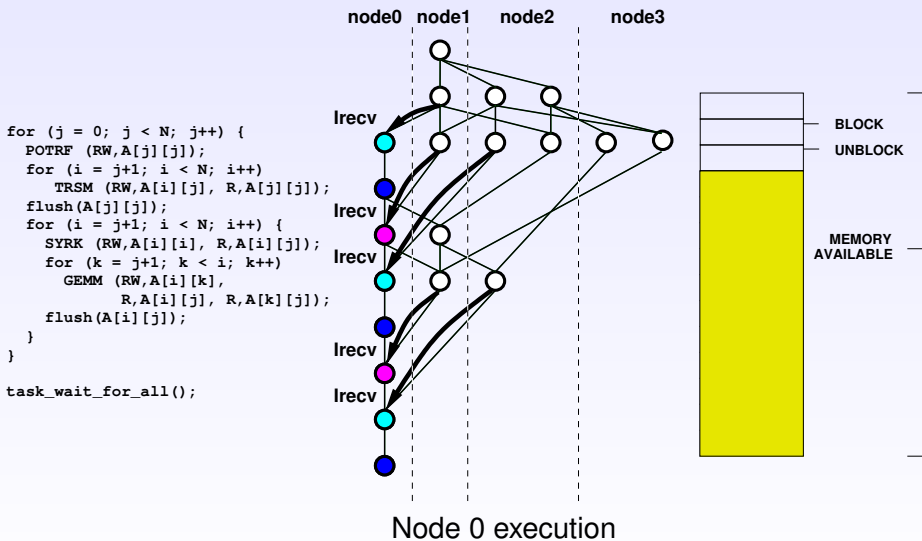 node0 node1 node2 node3
for (j = 0; j < N; j++) {
POTRF (RW,A[j][j]);
for (i = j+1; i < N; i++)
TRSM (RW,A[i][j], R,A[j][j]);
flush(A[j][j]);
for (i = j+1; i < N; i++) {
SYRK (RW,A[i][i], R,A[i][j]);
for (k = j+1; k < i; k++)
GEMM (RW,A[i][k],
R,A[i][j], R,A[k][j]);
flush(A[i][j]);
}
}
task_wait_for_all();
Irecv
Irecv
Irecv
Irecv
Irecv
BLOCK
UNBLOCK
MEMORY
AVAILABLE
Node 0 execution